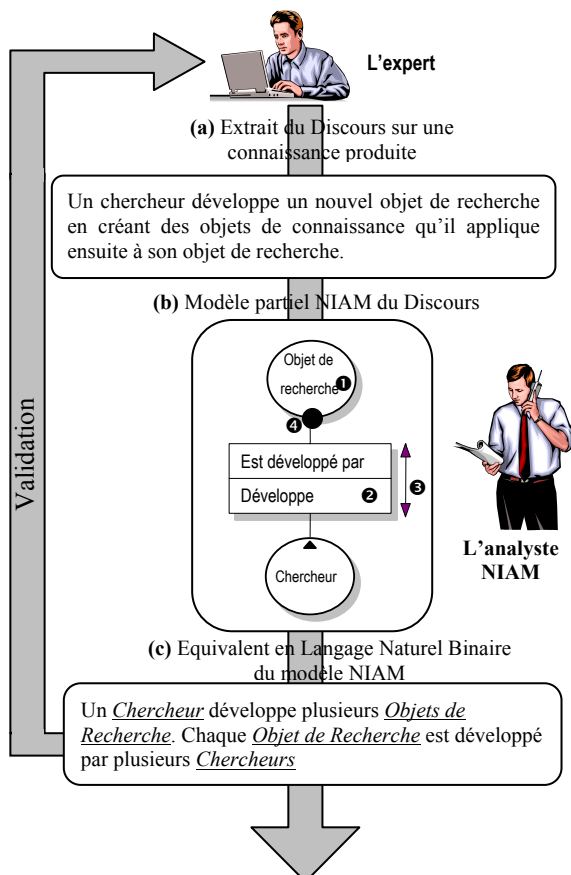 L'expert
(a) Extrait du Discours sur une
connaissance produite
Un chercheur développe un nouvel objet de recherche
en créant des objets de connaissance qu'il applique
ensuite à son objet de recherche.
(b) Modèle partiel NIAM du Discours
Objet de
recherche❶
❹
Est développé par
Développe ❷
❸
Chercheur
L'analyste
NIAM
Validation
(c) Equivalent en Langage Naturel Binaire
du modèle NIAM
Un Chercheur développe plusieurs Objets de
Recherche. Chaque Objet de Recherche est développé
par plusieurs Chercheurs